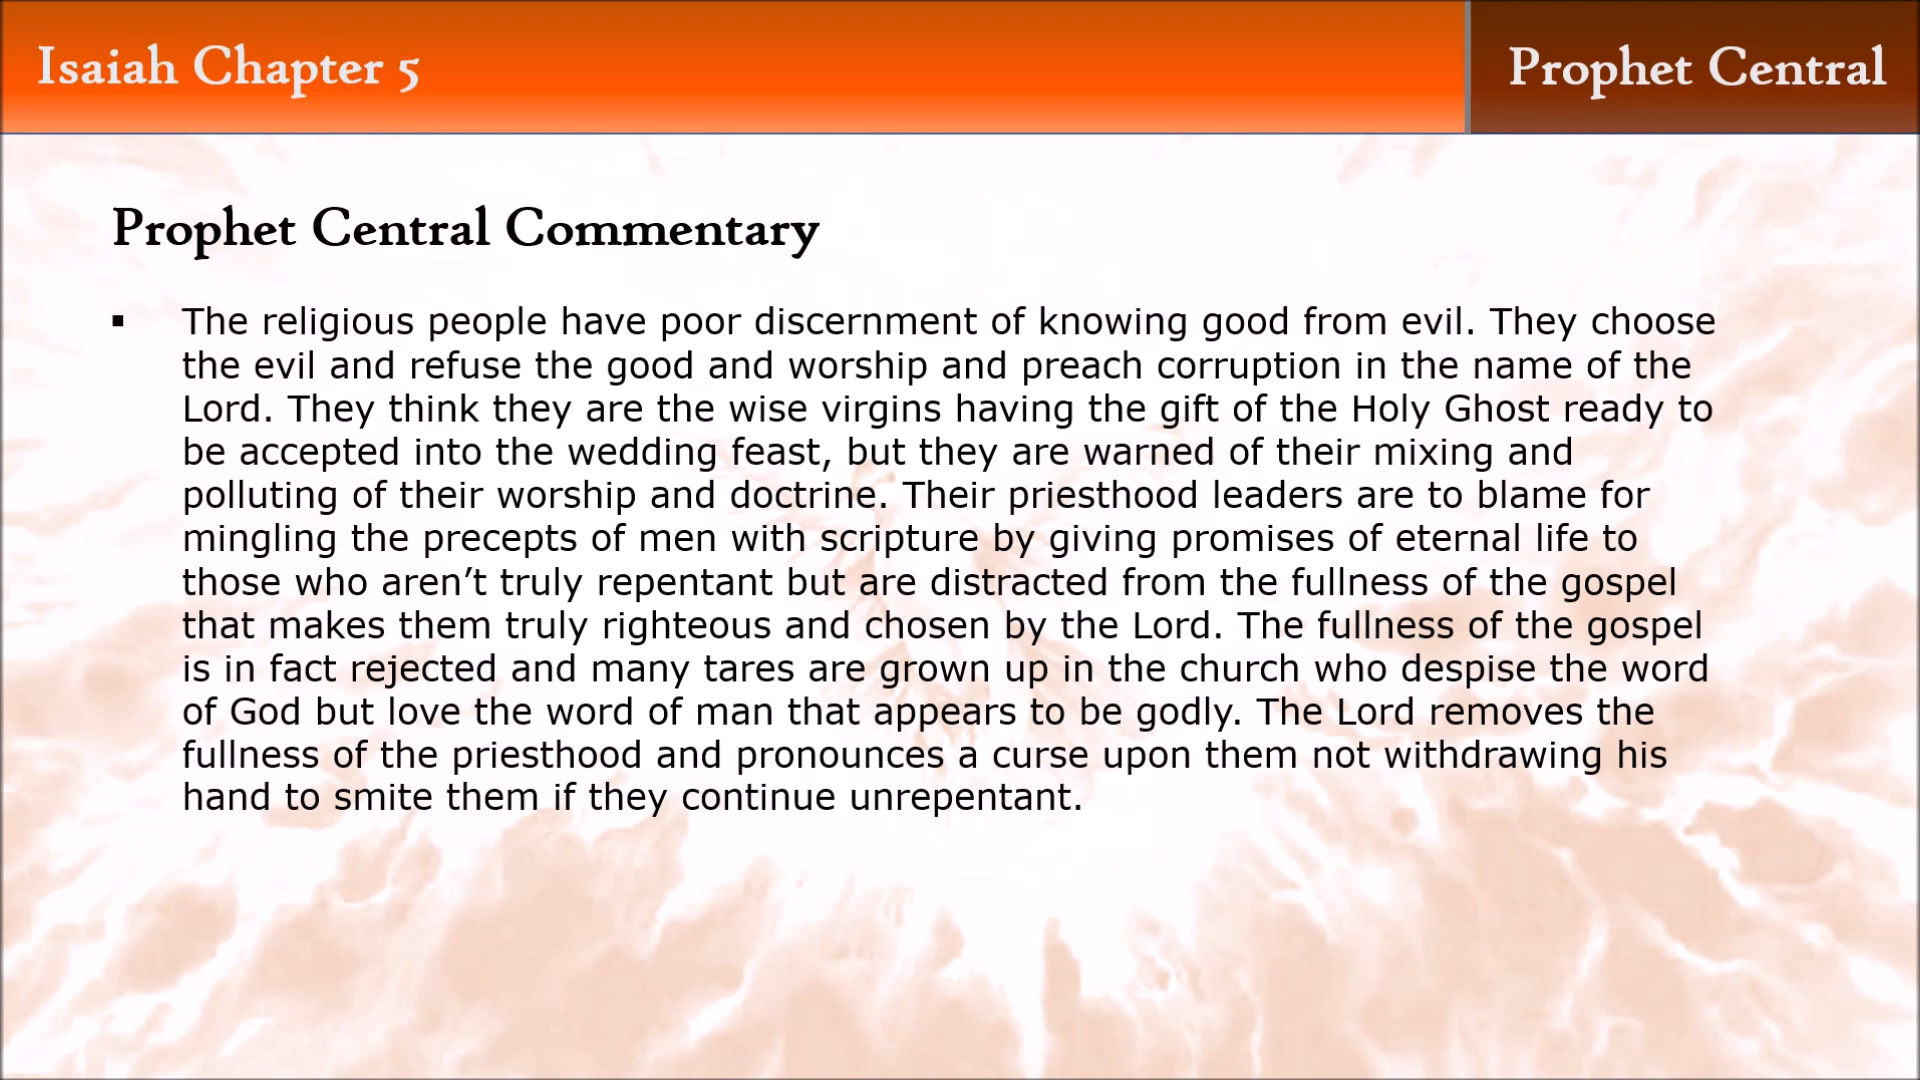 Isaiah Chapter 5
Prophet Central
Prophet Central Commentary
▪ The religious people have poor discernment of knowing good from evil. They choose
the evil and refuse the good and worship and preach corruption in the name of the
Lord. They think they are the wise virgins having the gift of the Holy Ghost ready to
be accepted into the wedding feast, but they are warned of their mixing and
polluting of their worship and doctrine. Their priesthood leaders are to blame for
mingling the precepts of men with scripture by giving promises of eternal life to
those who aren’t truly repentant but are distracted from the fullness of the gospel
that makes them truly righteous and chosen by the Lord. The fullness of the gospel
is in fact rejected and many tares are grown up in the church who despise the word
of God but love the word of man that appears to be godly. The Lord removes the
fullness of the priesthood and pronounces a curse upon them not withdrawing his
hand to smite them if they continue unrepentant.